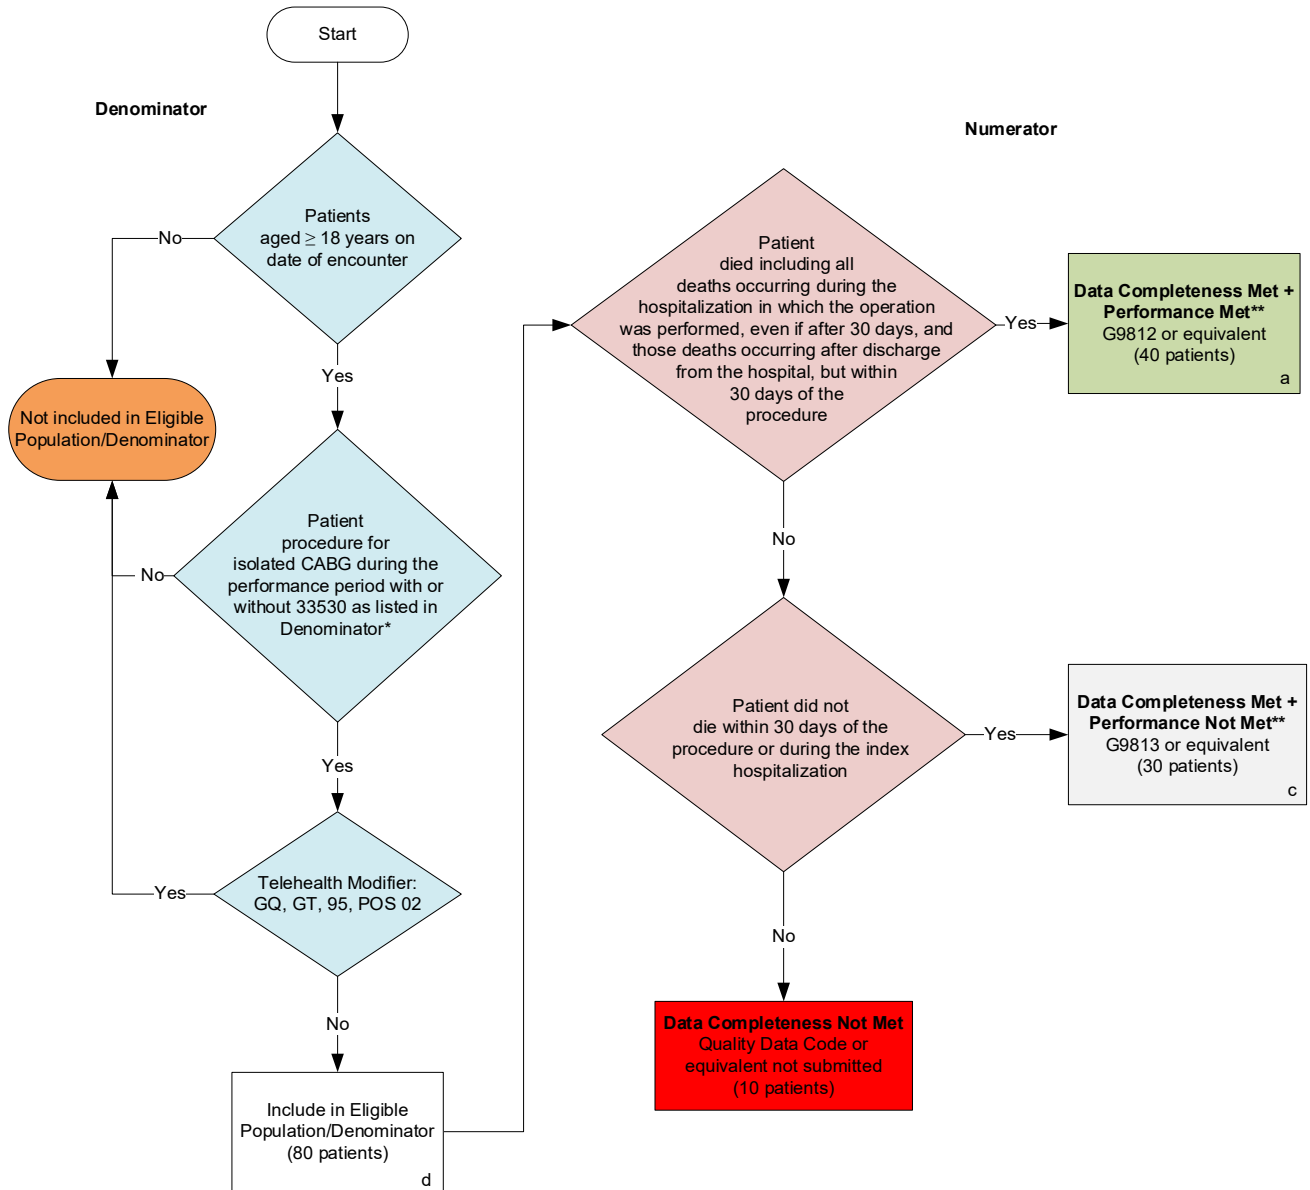 Start
Denominator
Patients
aged ≥ 18 years on
date of encounter
No
Yes
Not included in Eligible
Population/Denominator
Patient
procedure for
isolated CABG during the
performance period with or
without 33530 as listed in
Denominator*
No
Yes
Telehealth Modifier:
GQ, GT, 95, POS 02
Yes
No
Include in Eligible
Population/Denominator
(80 patients)
d
Numerator
Patient
died including all
deaths occurring during the
hospitalization in which the operation
was performed, even if after 30 days, and
those deaths occurring after discharge
from the hospital, but within
30 days of the
procedure
Yes
Data Completeness Met +
Performance Met**
G9812 or equivalent
(40 patients)
a
No
Patient did not
die within 30 days of the
procedure or during the index
hospitalization
Yes
Data Completeness Met +
Performance Not Met**
G9813 or equivalent
(30 patients)
c
No
Data Completeness Not Met
Quality Data Code or
equivalent not submitted
(10 patients)